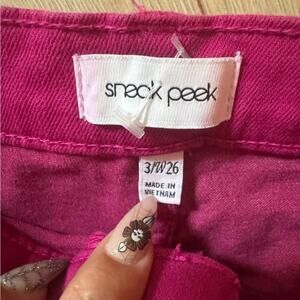 sneak peek
3/W26
MADE IN
VIETNAM